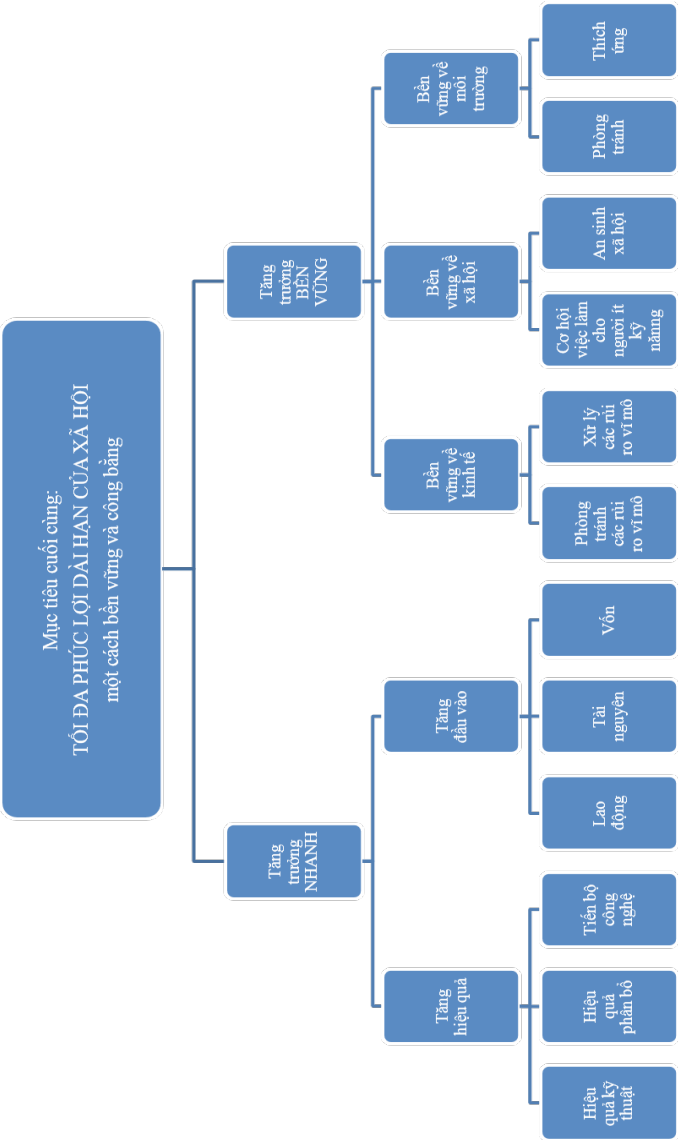 Mục tiêu cuối cùng:
TỐI ĐA PHÚC LỢI DÀI HẠN CỦA XÃ HỘI
một cách bền vững và công bằng
Tăng
trưởng
NHANH
Tăng
trưởng
BỀN
VỮNG
Tăng
hiệu quả
Tăng
đầu vào
Bền
vững về
kinh tế
Bền
vững về
xã hội
Bền
vững về
môi
trường
Hiệu
quả kỹ
thuật
Hiệu
quả
phân bổ
Tiến bộ
công
nghệ
Lao
động
Tài
nguyên
Vốn
Phòng
tránh
các rủi
ro vĩ mô
Xử lý
các rủi
ro vĩ mô
Cơ hội
việc làm
cho
người ít
kỹ
nănng
An sinh
xã hội
Phòng
tránh
Thích
ứng